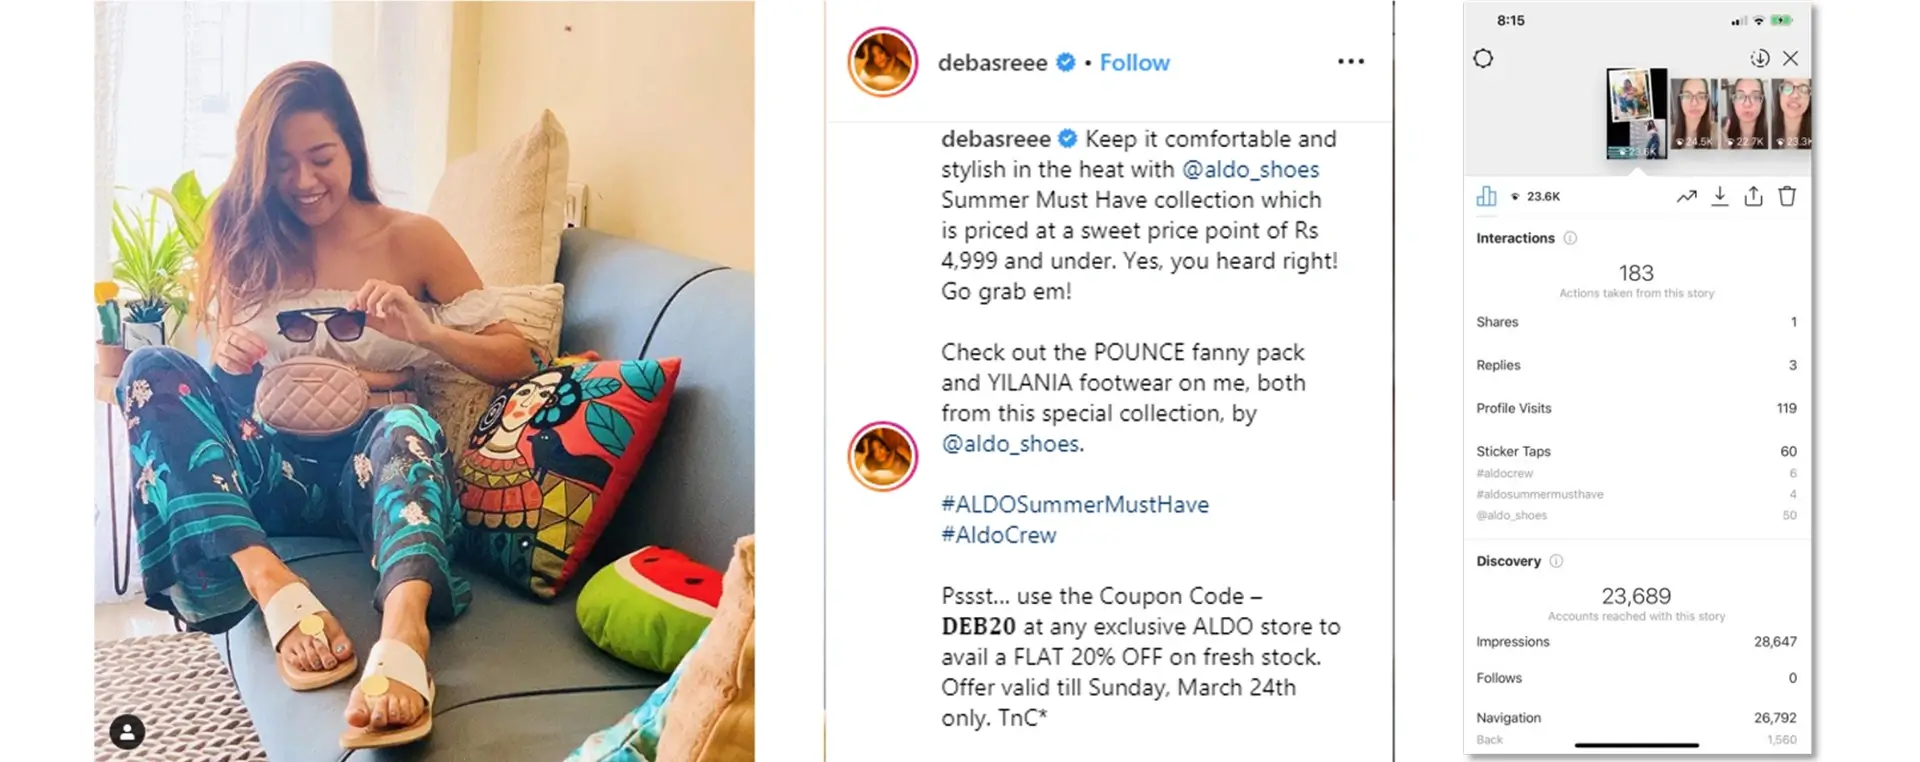 debasreee • Follow
debasreee Keep it comfortable and
stylish in the heat with @aldo_shoes
Summer Must Have collection which
is priced at a sweet price point of Rs
4,999 and under. Yes, you heard right!
Go grab em!
Check out the POUNCE fanny pack
and YILANIA footwear on me, both
from this special collection, by
@aldo_shoes.
#ALDOSummerMustHave
#AldoCrew
Pssst... use the Coupon Code –
DEB20 at any exclusive ALDO store to
avail a FLAT 20% OFF on fresh stock.
Offer valid till Sunday, March 24th
only. TnC*
8:15
23.6K
24.5K
22.7K
23.3K
23.6K
Interactions
183
Actions taken from this story
Shares 1
Replies 3
Profile Visits 119
Sticker Taps 60
#aldocrew 6
#aldosummermusthave 4
@aldo_shoes 50
Discovery
23,689
Accounts reached with this story
Impressions 28,647
Follows 0
Navigation 26,792
Back 1,560